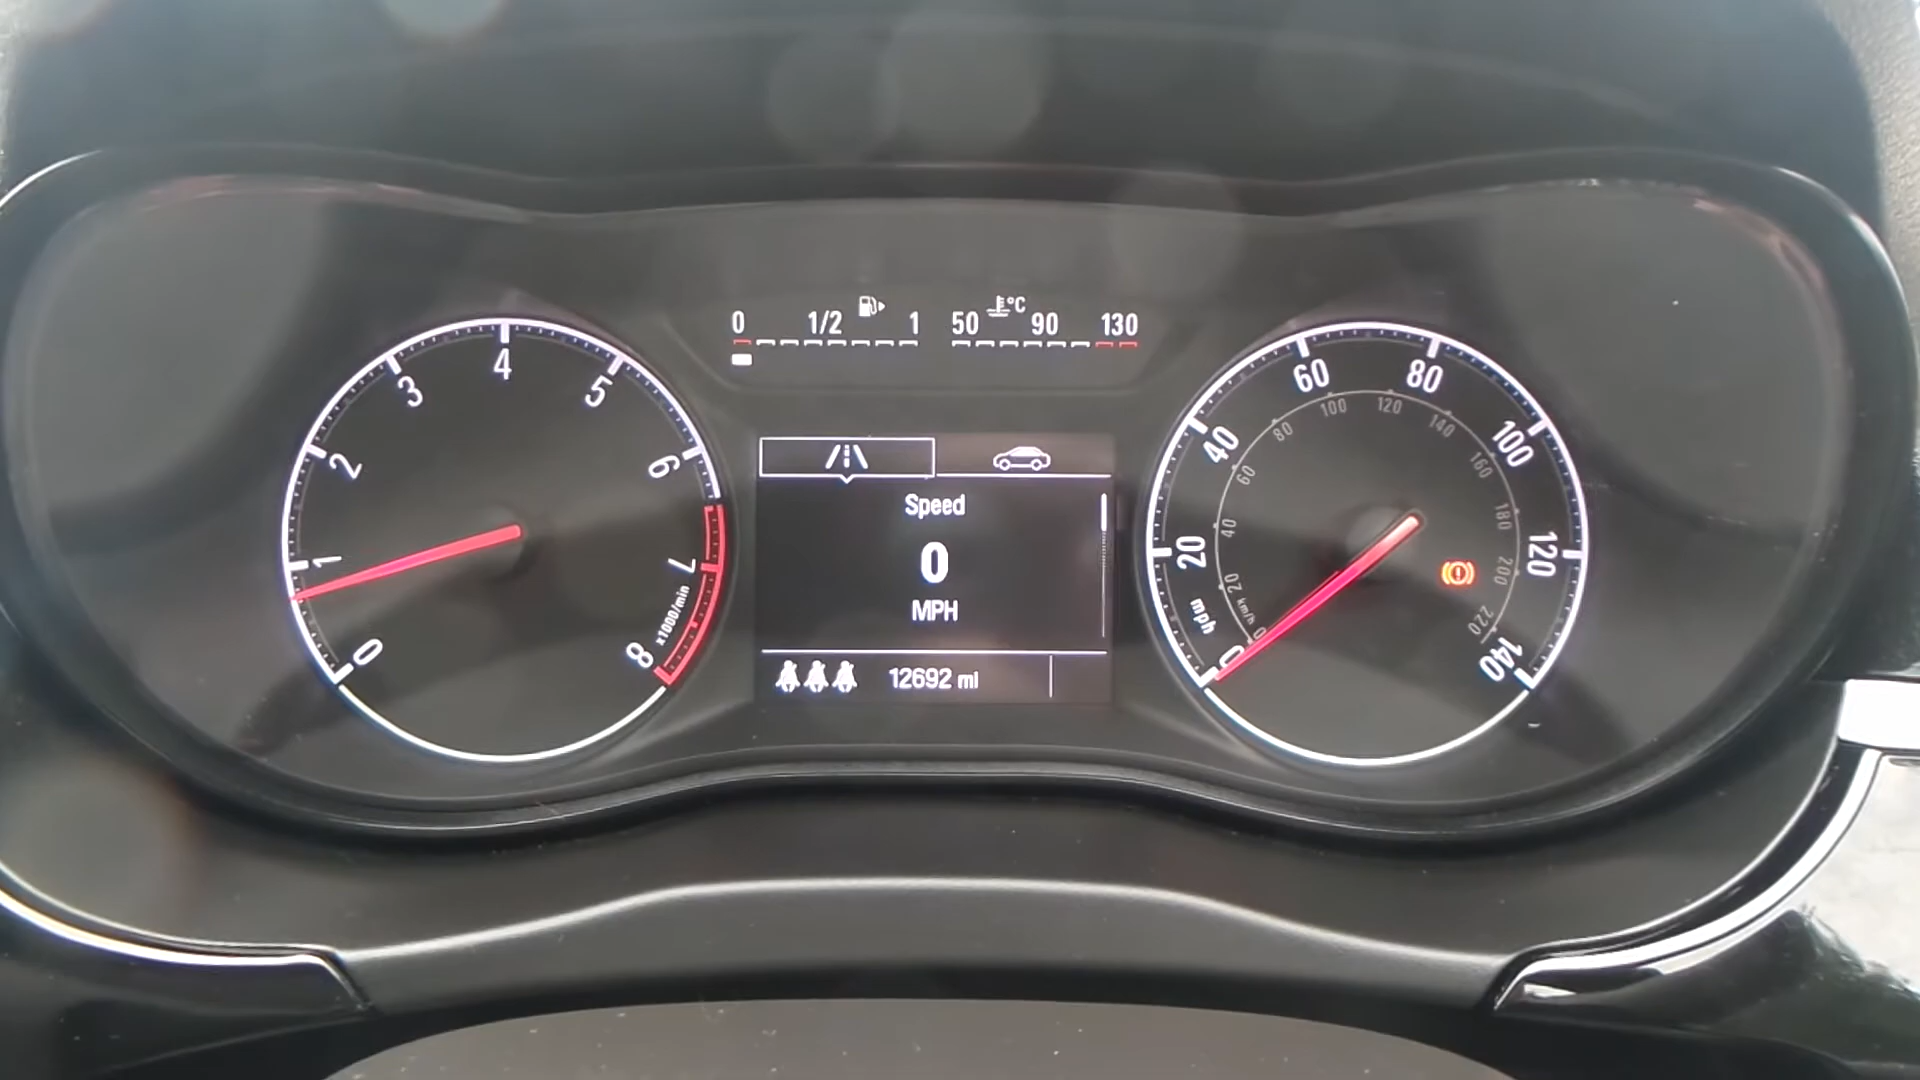 0 1/2 1
50 °C 90 130
0 1 2 3 4 5 6 7 8
x1000/min
Speed
0
MPH
12692 mi
0 20 40 60 80 100 120 140
mph
0 20 40 60 80 100 120 140 160 180 200 220
km/h